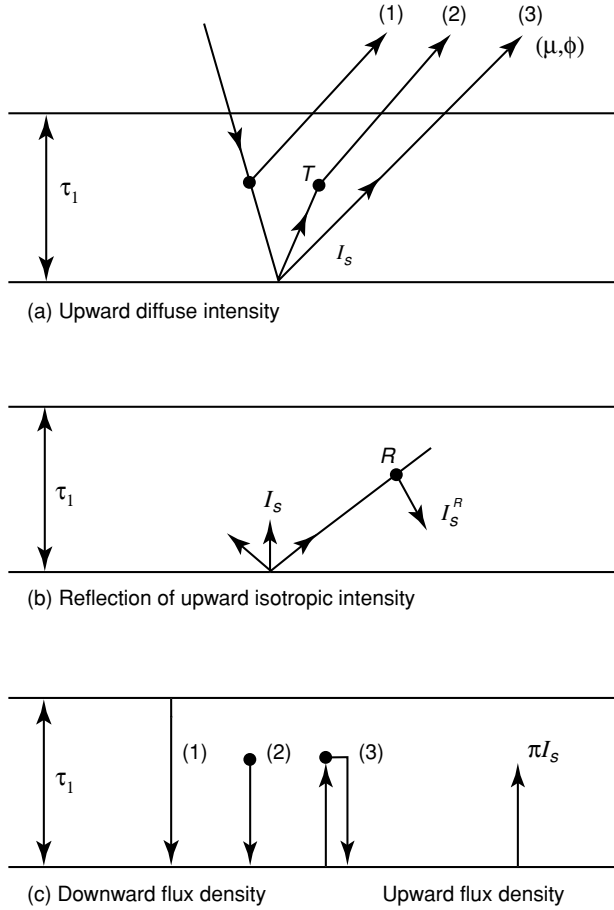 (1) (2) (3)
(μ,ϕ)
T
τ₁
Iₛ
(a) Upward diffuse intensity
R
Iₛ
τ₁
Iₛᴿ
(b) Reflection of upward isotropic intensity
(1) (2) (3) πIₛ
τ₁
(c) Downward flux density Upward flux density